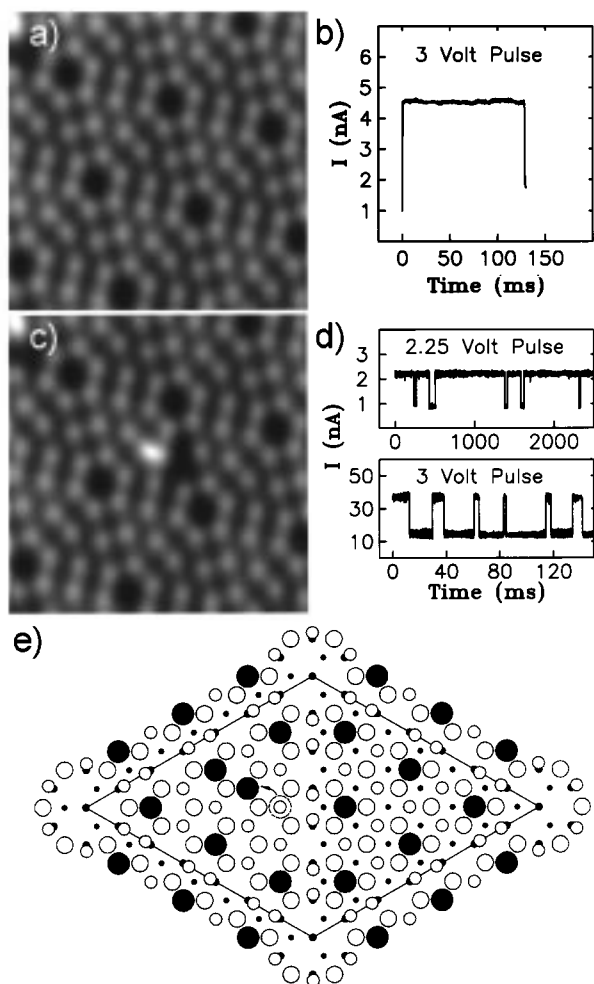 a)
b)
3 Volt Pulse
6
5
4
3
2
1
I (nA)
0 50 100 150
Time (ms)
c)
d)
2.25 Volt Pulse
3
2
1
0 1000 2000
I (nA)
3 Volt Pulse
50
30
10
0 40 80 120
Time (ms)
e)